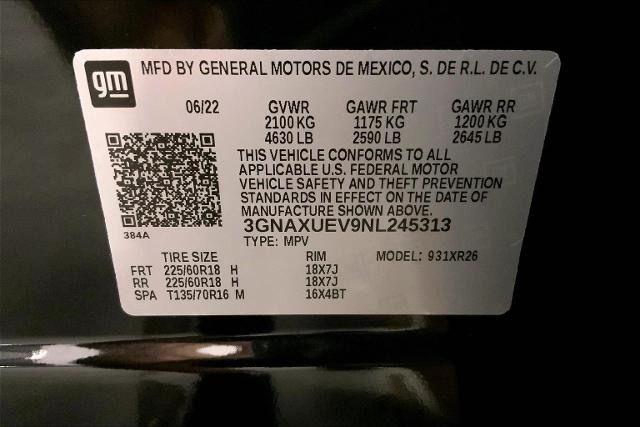 gm
MFD BY GENERAL MOTORS DE MEXICO, S. DE R.L. DE C.V.
06/22 GVWR GAWR FRT GAWR RR
2100 KG 1175 KG 1200 KG
4630 LB 2590 LB 2645 LB
THIS VEHICLE CONFORMS TO ALL
APPLICABLE U.S. FEDERAL MOTOR
VEHICLE SAFETY AND THEFT PREVENTION
STANDARDS IN EFFECT ON THE DATE OF
MANUFACTURE SHOWN ABOVE.
3GNAXUEV9NL245313
384A
TYPE: MPV
TIRE SIZE RIM MODEL: 931XR26
FRT 225/60R18 H 18X7J
RR 225/60R18 H 18X7J
SPA T135/70R16 M 16X4BT